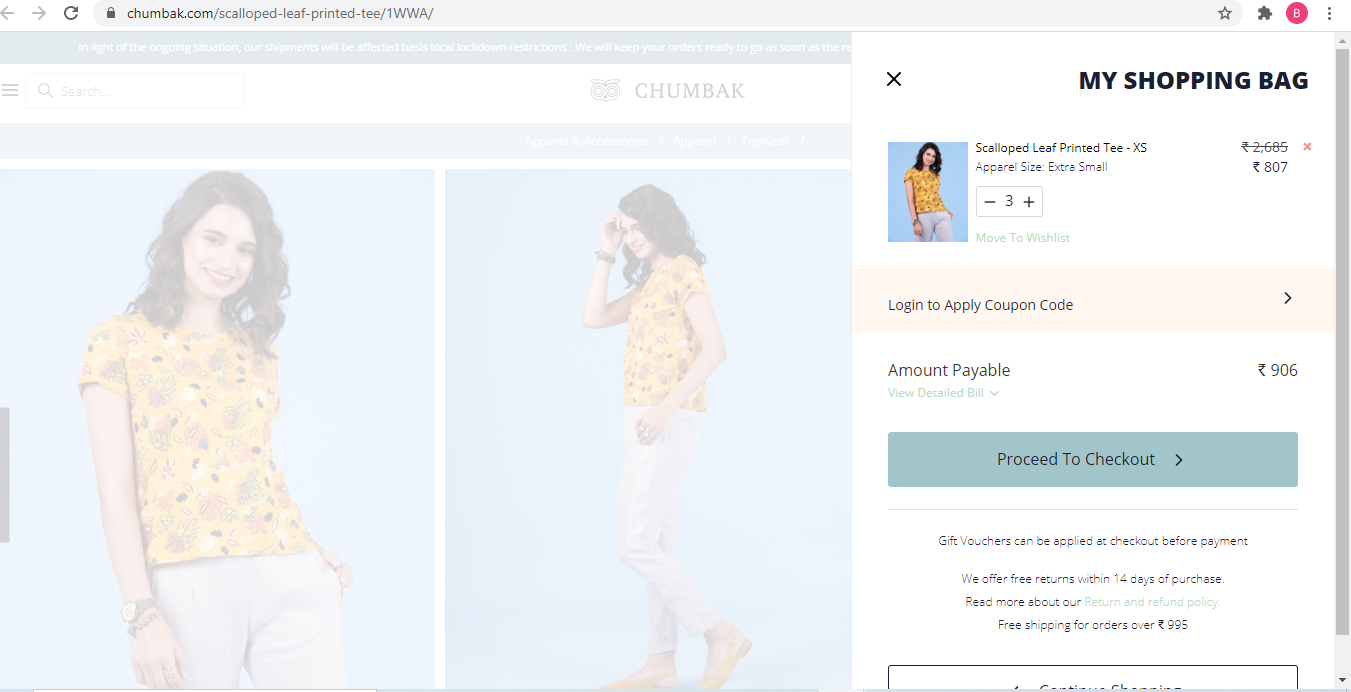 chumbak.com/scalloped-leaf-printed-tee/1WWA/
B
In light of the ongoing situation, our shipments will be affected basis local lockdown restrictions.: We will keep your orders ready to go as soon as the re
Search...
CHUMBAK
Apparel & Accessories / Apparel / Topwear /
MY SHOPPING BAG
Scalloped Leaf Printed Tee - XS
₹ 2,685
Apparel Size: Extra Small
₹ 807
3
Move To Wishlist
Login to Apply Coupon Code
Amount Payable
₹ 906
View Detailed Bill
Proceed To Checkout
Gift Vouchers can be applied at checkout before payment
We offer free returns within 14 days of purchase.
Read more about our Return and refund policy.
Free shipping for orders over ₹ 995
Continue Shopping